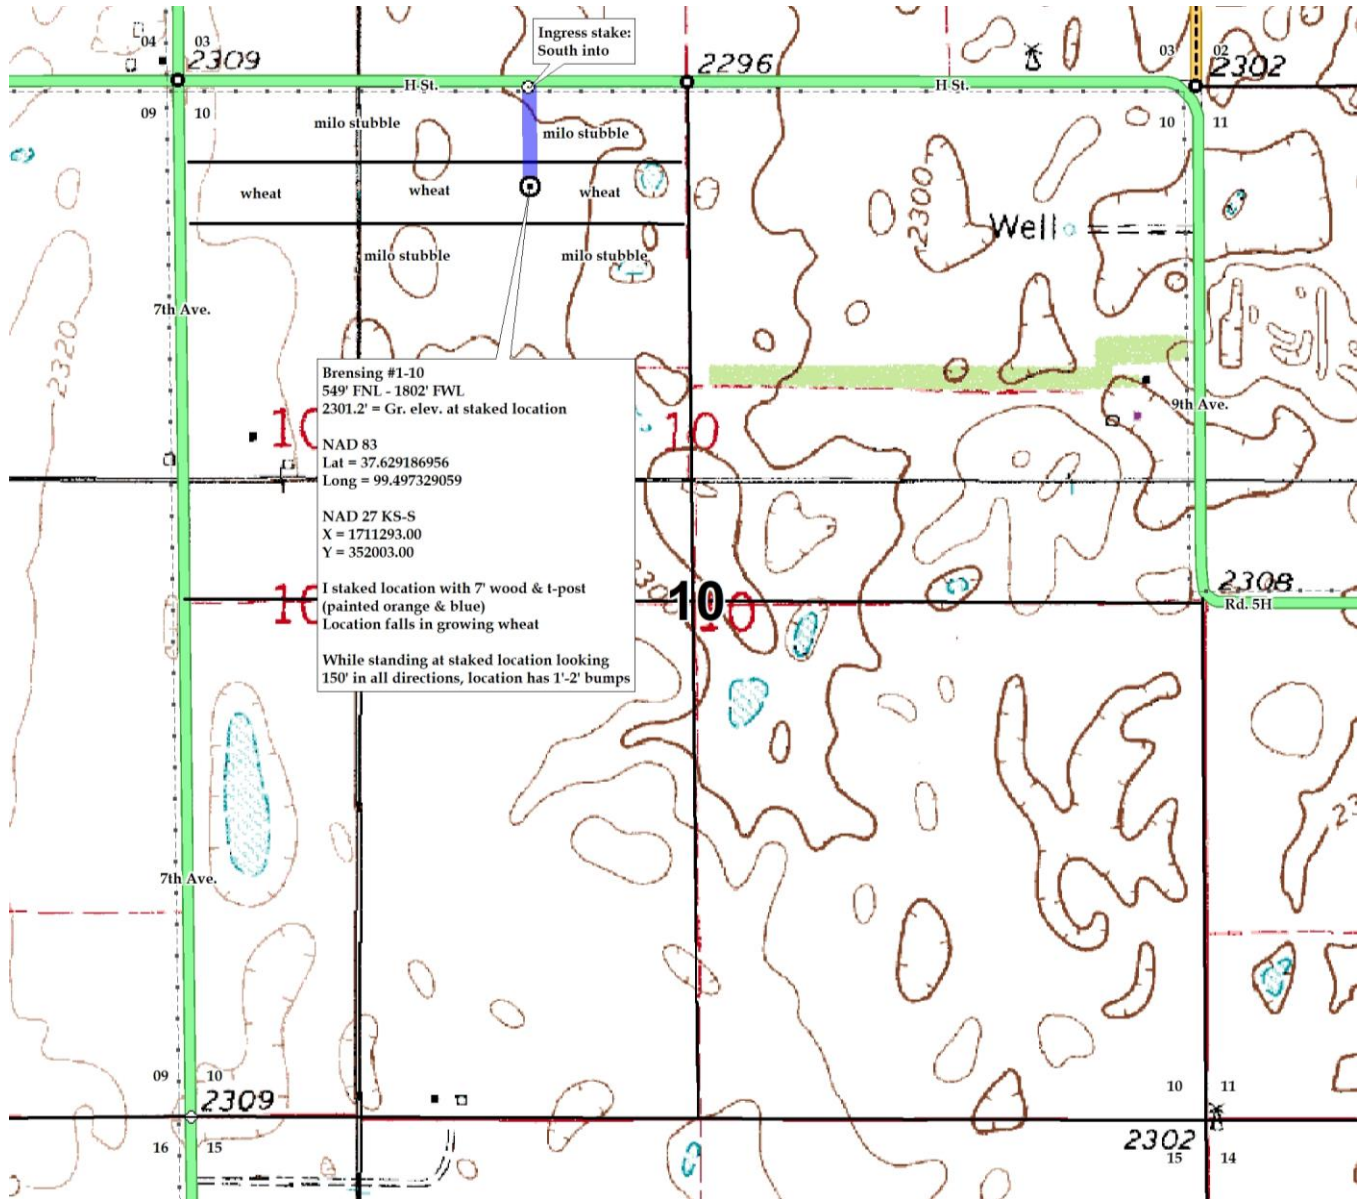 Ingress stake:
South into
04 03
03 02
2309
2296
2302
H St.
H St.
09 10
10 11
milo stubble
milo stubble
wheat
wheat
wheat
2300
Well
milo stubble
milo stubble
7th Ave.
2320
Brensing #1-10
549' FNL - 1802' FWL
2301.2' = Gr. elev. at staked location
NAD 83
Lat = 37.629186956
Long = 99.497329059
NAD 27 KS-S
X = 1711293.00
Y = 352003.00
I staked location with 7' wood & t-post
(painted orange & blue)
Location falls in growing wheat
While standing at staked location looking
150' in all directions, location has 1'-2' bumps
10
10
9th Ave.
2308
Rd. 5H
10
10
10
7th Ave.
09 10
10 11
2309
2302
16 15
15 14